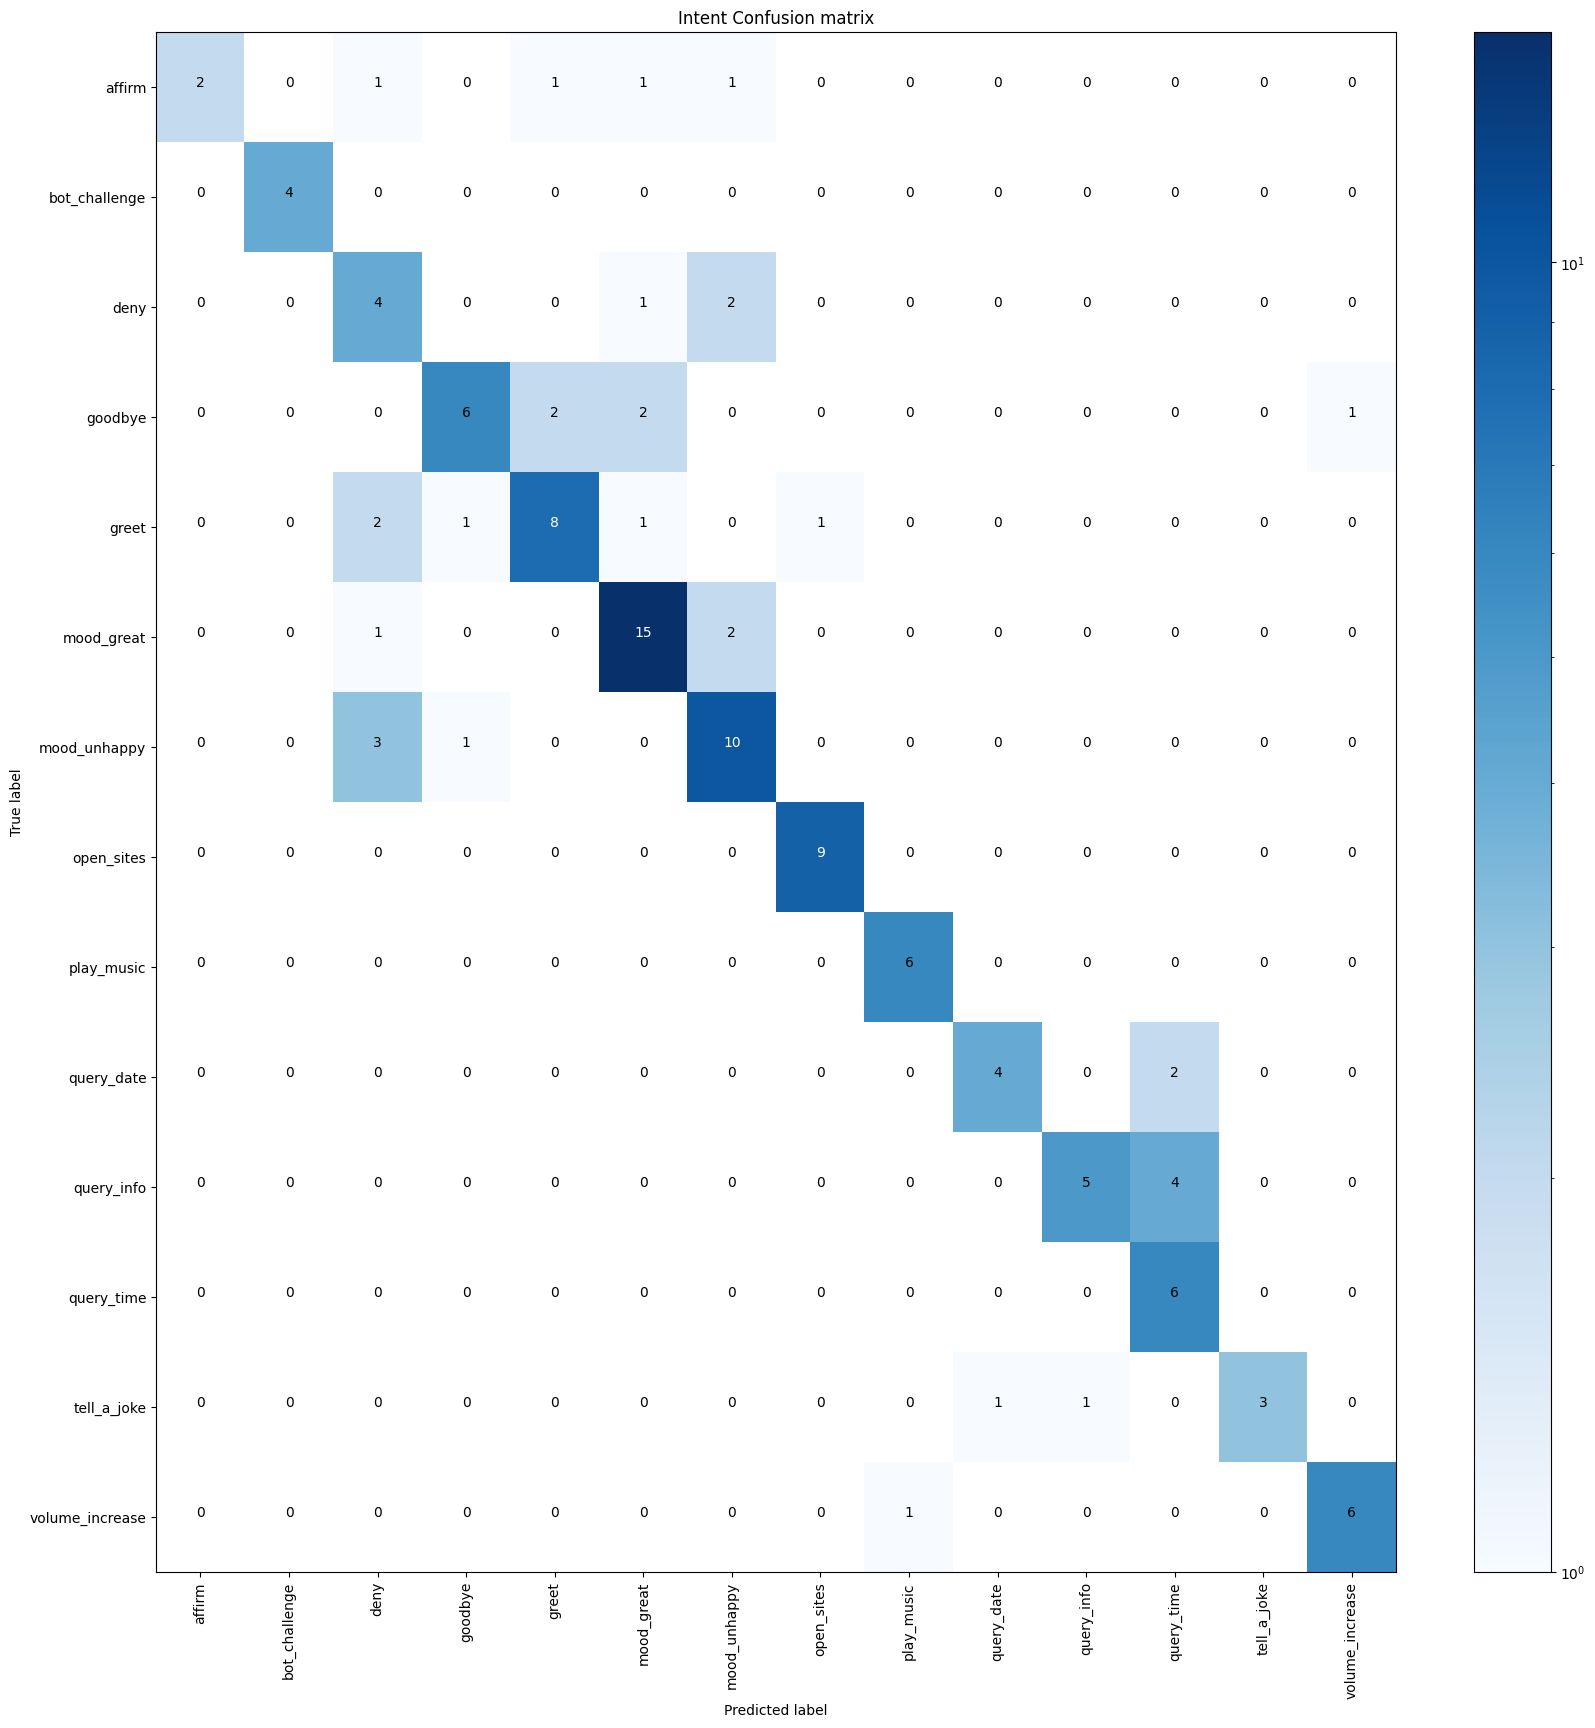 Intent Confusion matrix
affirm 2 0 1 0 1 1 1 0 0 0 0 0 0 0
bot_challenge 0 4 0 0 0 0 0 0 0 0 0 0 0 0
10¹
deny 0 0 4 0 0 1 2 0 0 0 0 0 0 0
goodbye 0 0 0 6 2 2 0 0 0 0 0 0 0 1
greet 0 0 2 1 8 1 0 1 0 0 0 0 0 0
mood_great 0 0 1 0 0 15 2 0 0 0 0 0 0 0
mood_unhappy 0 0 3 1 0 0 10 0 0 0 0 0 0 0
True label
open_sites 0 0 0 0 0 0 0 9 0 0 0 0 0 0
play_music 0 0 0 0 0 0 0 0 6 0 0 0 0 0
query_date 0 0 0 0 0 0 0 0 0 4 0 2 0 0
query_info 0 0 0 0 0 0 0 0 0 0 5 4 0 0
query_time 0 0 0 0 0 0 0 0 0 0 0 6 0 0
tell_a_joke 0 0 0 0 0 0 0 0 0 1 1 0 3 0
volume_increase 0 0 0 0 0 0 0 0 1 0 0 0 0 6
10⁰
affirm
bot_challenge
deny
goodbye
greet
mood_great
mood_unhappy
open_sites
play_music
query_date
query_info
query_time
tell_a_joke
volume_increase
Predicted label